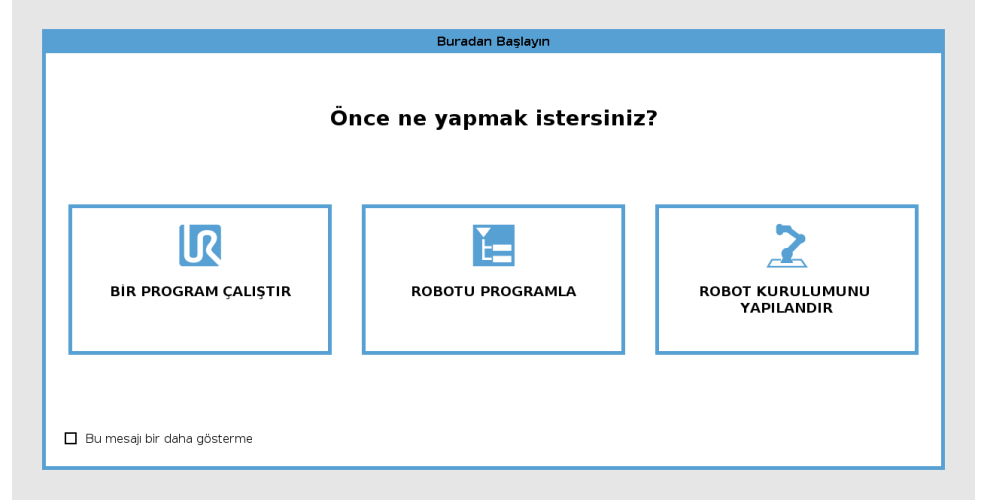 Buradan Başlayın
Önce ne yapmak istersiniz?
BİR PROGRAM ÇALIŞTIR
ROBOTU PROGRAMLA
ROBOT KURULUMUNU
YAPILANDIR
Bu mesajı bir daha gösterme